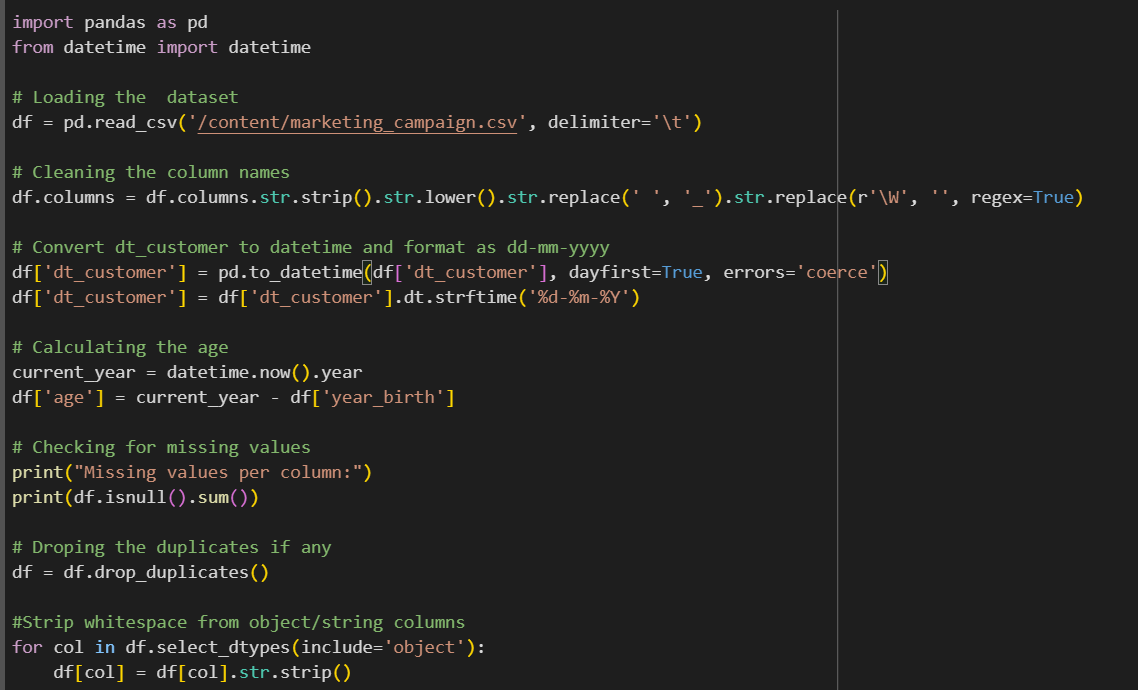 import pandas as pd
from datetime import datetime
# Loading the  dataset
df = pd.read_csv('/content/marketing_campaign.csv', delimiter='\t')
# Cleaning the column names
df.columns = df.columns.str.strip().str.lower().str.replace(' ', '_').str.replace(r'\W', '', regex=True)
# Convert dt_customer to datetime and format as dd-mm-yyyy
df['dt_customer'] = pd.to_datetime(df['dt_customer'], dayfirst=True, errors='coerce')
df['dt_customer'] = df['dt_customer'].dt.strftime('%d-%m-%Y')
# Calculating the age
current_year = datetime.now().year
df['age'] = current_year - df['year_birth']
# Checking for missing values
print("Missing values per column:")
print(df.isnull().sum())
# Droping the duplicates if any
df = df.drop_duplicates()
#Strip whitespace from object/string columns
for col in df.select_dtypes(include='object'):
    df[col] = df[col].str.strip()